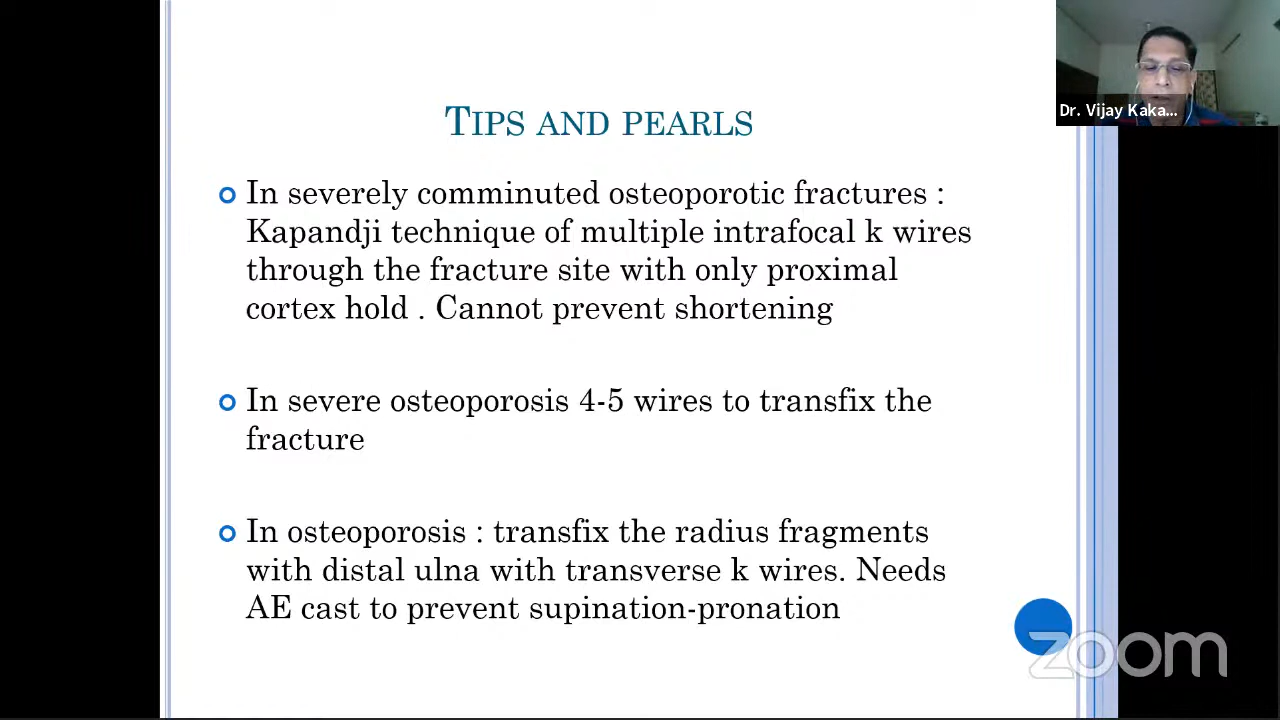 Dr. Vijay Kaka...
TIPS AND PEARLS
In severely comminuted osteoporotic fractures :
Kapandji technique of multiple intrafocal k wires
through the fracture site with only proximal
cortex hold . Cannot prevent shortening
In severe osteoporosis 4-5 wires to transfix the
fracture
In osteoporosis : transfix the radius fragments
with distal ulna with transverse k wires. Needs
AE cast to prevent supination-pronation
zoom